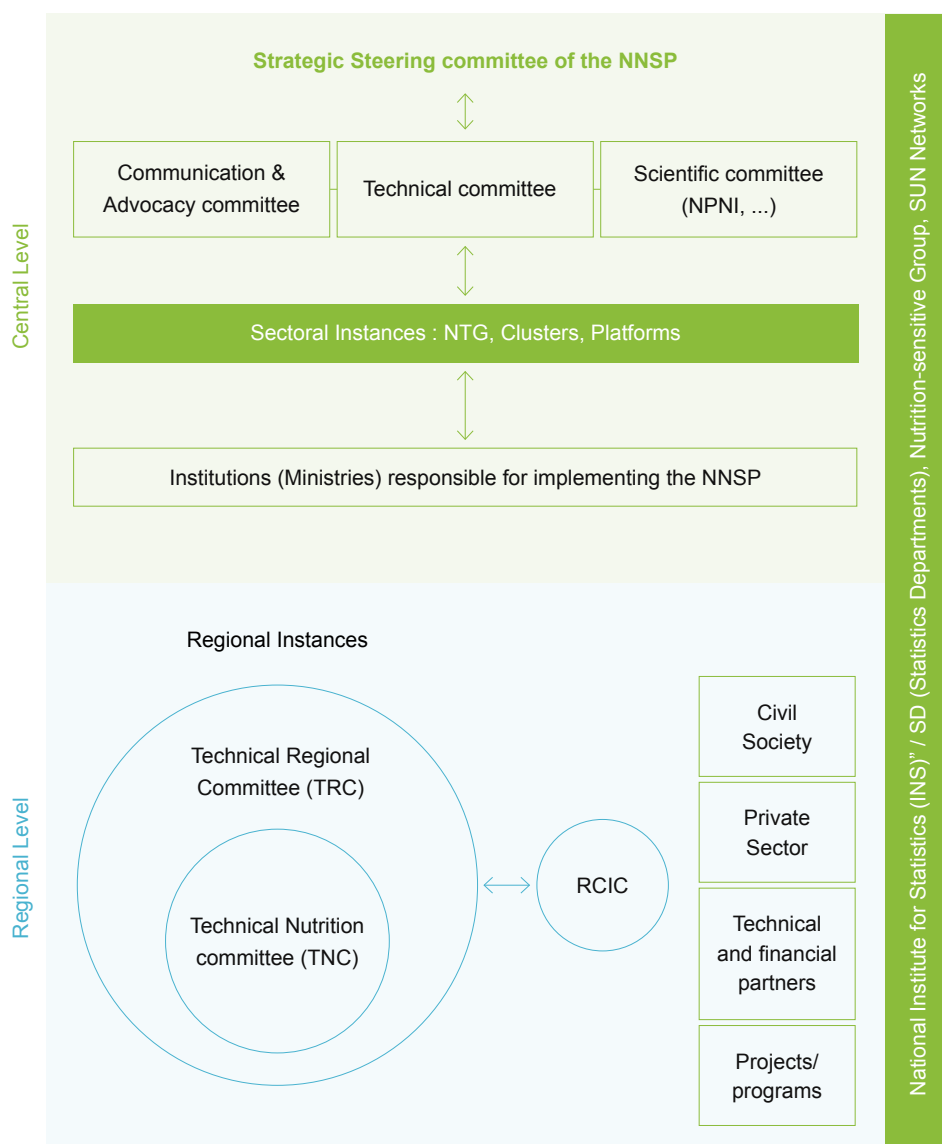 Strategic Steering committee of the NNSP
Communication &
Advocacy committee
Technical committee
Scientific committee
(NPNI, ...)
Sectoral Instances : NTG, Clusters, Platforms
Institutions (Ministries) responsible for implementing the NNSP
Central Level
Regional Instances
Technical Regional
Committee (TRC)
Technical Nutrition
committee (TNC)
RCIC
Civil
Society
Private
Sector
Technical
and financial
partners
Projects/
programs
Regional Level
National Institute for Statistics (INS)” / SD (Statistics Departments), Nutrition-sensitive Group, SUN Networks